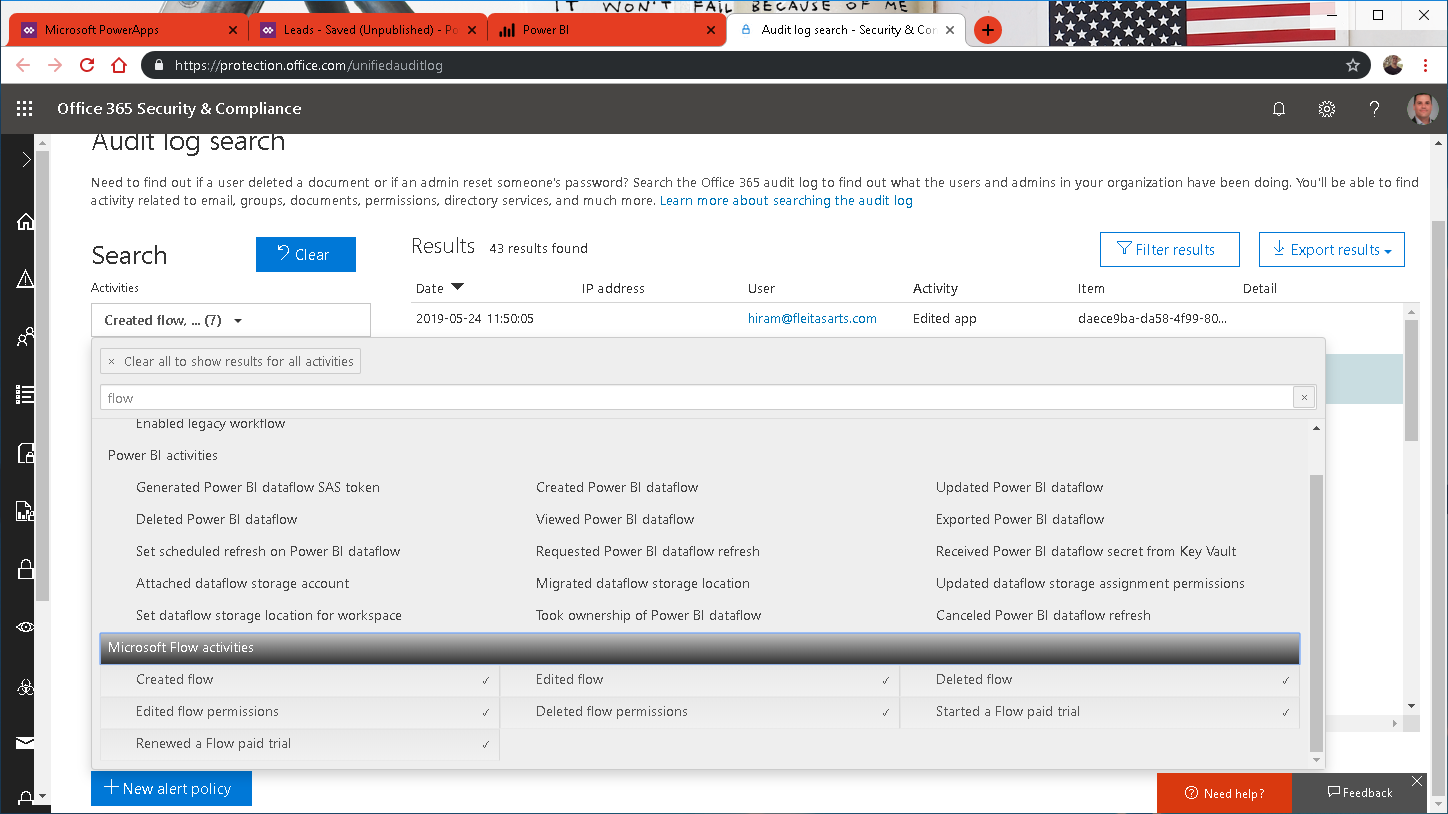 IT WON'T FAIL BECAUSE OF ME
Microsoft PowerApps
Leads - Saved (Unpublished) - Po
Power BI
Audit log search - Security & Cor
https://protection.office.com/unifiedauditlog
Office 365 Security & Compliance
Audit log search
Need to find out if a user deleted a document or if an admin reset someone's password? Search the Office 365 audit log to find out what the users and admins in your organization have been doing. You'll be able to find
activity related to email, groups, documents, permissions, directory services, and much more. Learn more about searching the audit log
Search
Clear
Results 43 results found
Filter results
Export results
Activities
Date IP address User Activity Item Detail
Created flow, ... (7)
2019-05-24 11:50:05 hiram@fleitasarts.com Edited app daece9ba-da58-4f99-80...
× Clear all to show results for all activities
flow
Enabled legacy workflow
Power BI activities
Generated Power BI dataflow SAS token Created Power BI dataflow Updated Power BI dataflow
Deleted Power BI dataflow Viewed Power BI dataflow Exported Power BI dataflow
Set scheduled refresh on Power BI dataflow Requested Power BI dataflow refresh Received Power BI dataflow secret from Key Vault
Attached dataflow storage account Migrated dataflow storage location Updated dataflow storage assignment permissions
Set dataflow storage location for workspace Took ownership of Power BI dataflow Canceled Power BI dataflow refresh
Microsoft Flow activities
Created flow ✓ Edited flow ✓ Deleted flow ✓
Edited flow permissions ✓ Deleted flow permissions ✓ Started a Flow paid trial ✓
Renewed a Flow paid trial ✓
+ New alert policy
Need help?
Feedback